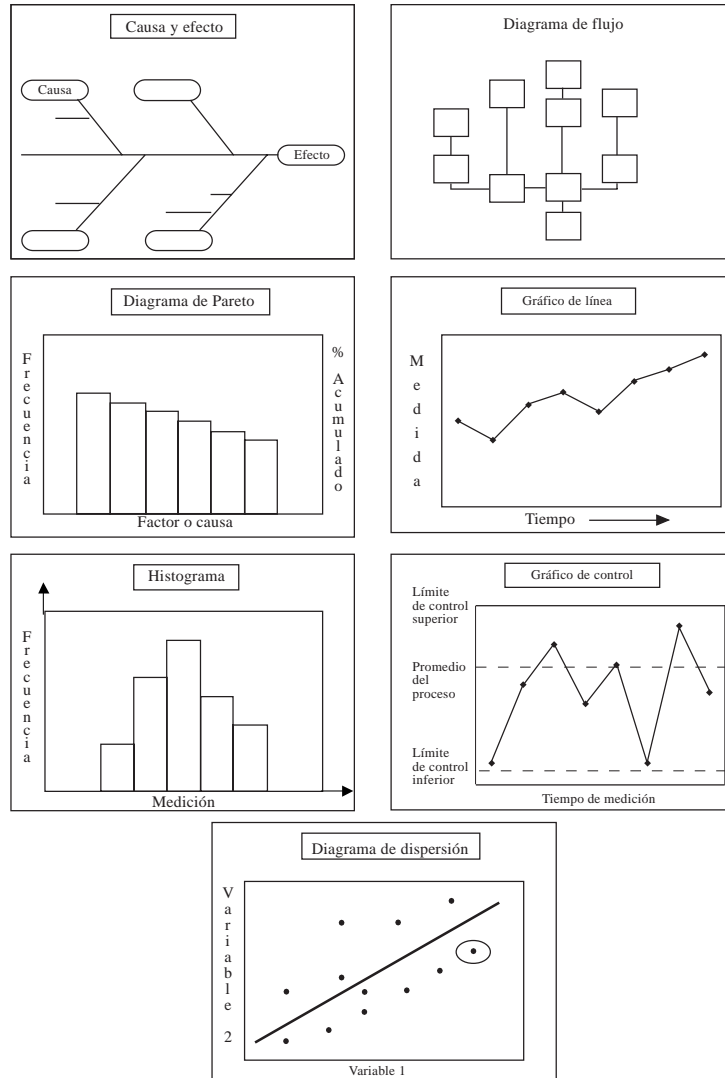 Causa y efecto
Causa
Efecto
Diagrama de flujo
Diagrama de Pareto
Frecuencia
% Acumulado
Factor o causa
Gráfico de línea
Medida
Tiempo
Histograma
Frecuencia
Medición
Gráfico de control
Límite
de control
superior
Promedio
del
proceso
Límite
de control
inferior
Tiempo de medición
Diagrama de dispersión
Variable 2
Variable 1